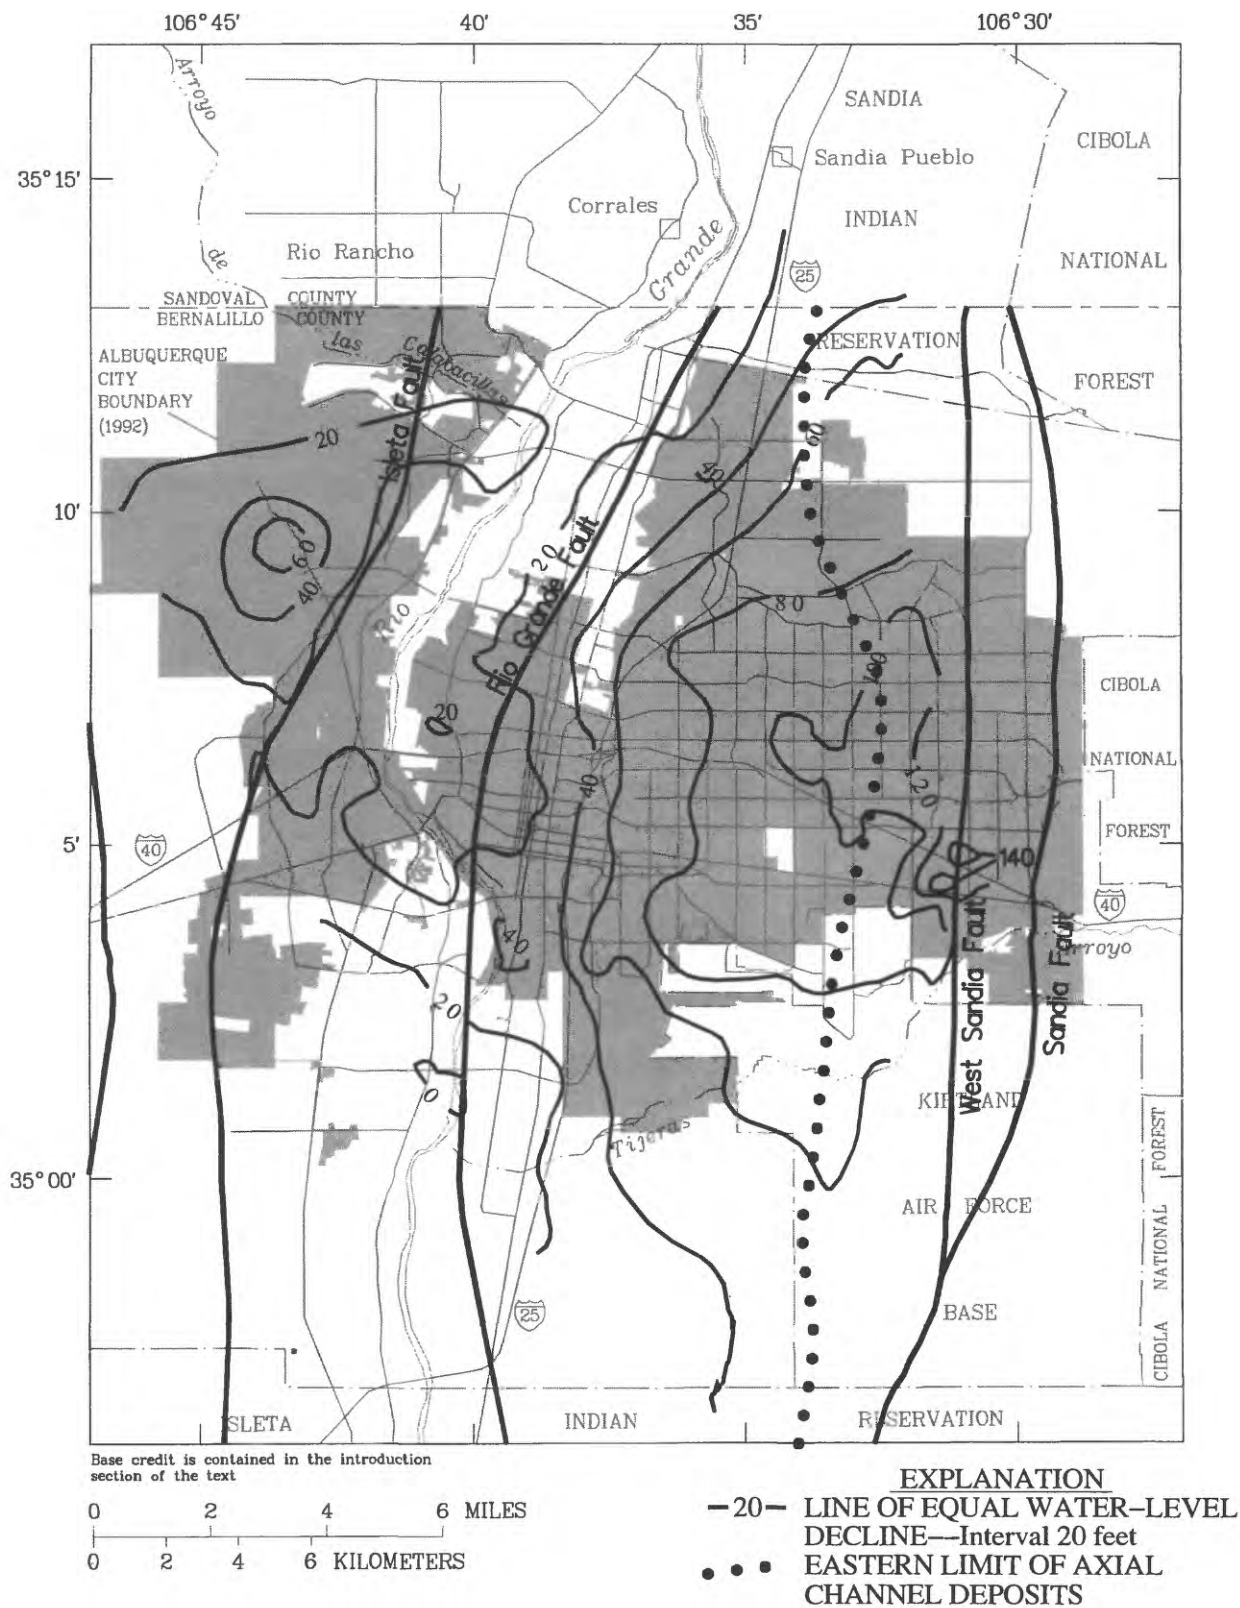 106°45′ 40′ 35′ 106°30′
Arroyo
SANDIA
CIBOLA
35°15′
Sandia Pueblo
Corrales
INDIAN
Rio Rancho
de
Grande
NATIONAL
25
SANDOVAL COUNTY
BERNALILLO COUNTY
las
Calabacillas
RESERVATION
ALBUQUERQUE
CITY
BOUNDARY
(1992)
FOREST
20
Isleta Fault
60
40
10′
60
40
20
Rio Grande Fault
80
Rio
100
CIBOLA
20
NATIONAL
120
40
FOREST
5′
40
140
40
West Sandia Fault
Sandia Fault
Arroyo
40
20
0
KIRTLAND
Tijeras
FOREST
35°00′
AIR FORCE
NATIONAL
25
BASE
CIBOLA
ISLETA INDIAN RESERVATION
Base credit is contained in the introduction
section of the text
0 2 4 6 MILES
0 2 4 6 KILOMETERS
EXPLANATION
—20— LINE OF EQUAL WATER–LEVEL
DECLINE—Interval 20 feet
EASTERN LIMIT OF AXIAL
CHANNEL DEPOSITS